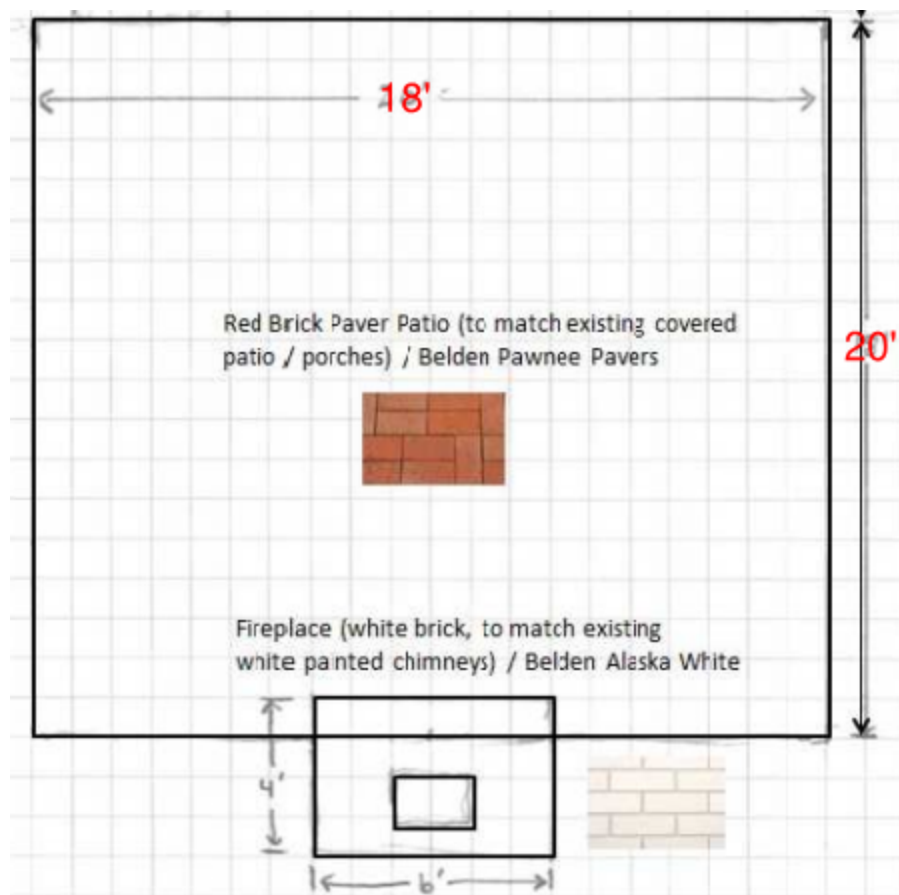 18'
Red Brick Paver Patio (to match existing covered
patio / porches) / Belden Pawnee Pavers
20'
Fireplace (white brick, to match existing
white painted chimneys) / Belden Alaska White
4'
6'